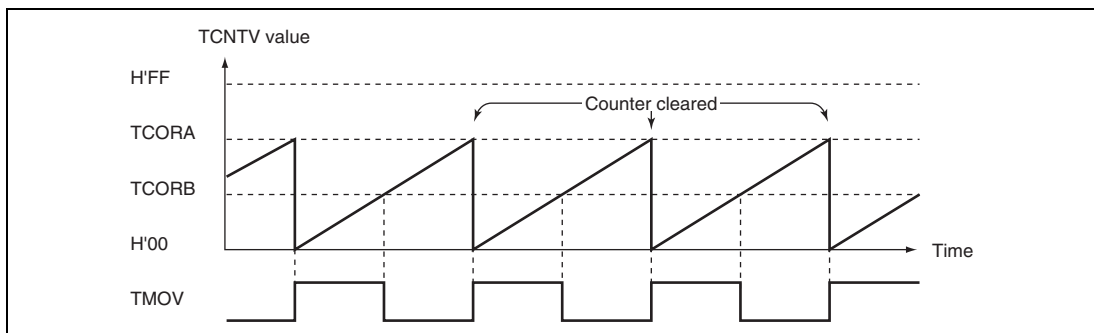 TCNTV value
H'FF
Counter cleared
TCORA
TCORB
H'00
Time
TMOV